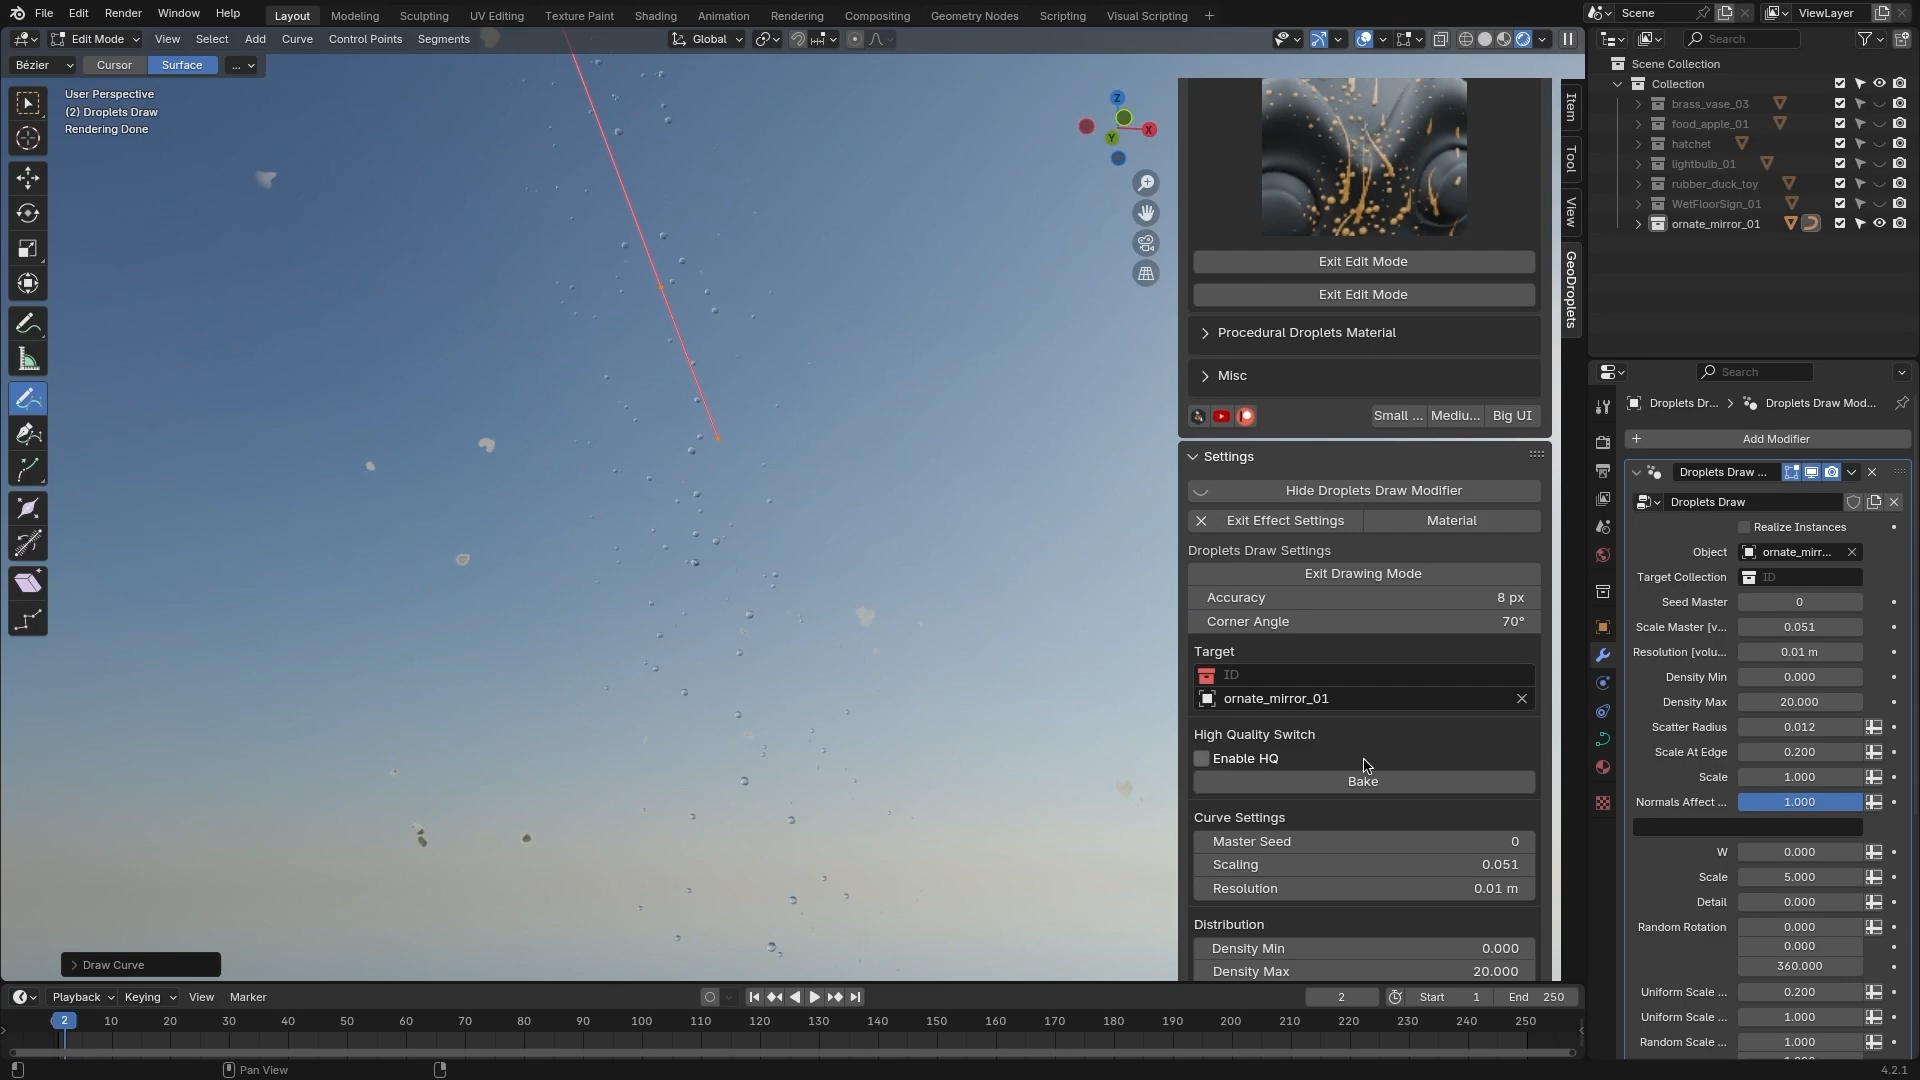 File Edit Render Window Help Layout Modeling Sculpting UV Editing Texture Paint Shading Animation Rendering Compositing Geometry Nodes Scripting Visual Scripting + Scene ViewLayer
Edit Mode View Select Add Curve Control Points Segments Global Search
Bézier Cursor Surface ...
User Perspective
(2) Droplets Draw
Rendering Done
Z
X
Y
Item
Tool
View
GeoDroplets
Exit Edit Mode
Exit Edit Mode
Procedural Droplets Material
Misc
Small ... Mediu... Big UI
Settings
Hide Droplets Draw Modifier
Exit Effect Settings Material
Droplets Draw Settings
Exit Drawing Mode
Accuracy 8 px
Corner Angle 70°
Target
ID
ornate_mirror_01
High Quality Switch
Enable HQ
Bake
Curve Settings
Master Seed 0
Scaling 0.051
Resolution 0.01 m
Distribution
Density Min 0.000
Density Max 20.000
Scene Collection
Collection
brass_vase_03
food_apple_01
hatchet
lightbulb_01
rubber_duck_toy
WetFloorSign_01
ornate_mirror_01
Search
Droplets Dr... Droplets Draw Mod...
+ Add Modifier
Droplets Draw ...
Droplets Draw
Realize Instances
Object ornate_mirr...
Target Collection ID
Seed Master 0
Scale Master [v... 0.051
Resolution [volu... 0.01 m
Density Min 0.000
Density Max 20.000
Scatter Radius 0.012
Scale At Edge 0.200
Scale 1.000
Normals Affect ... 1.000
W 0.000
Scale 5.000
Detail 0.000
Random Rotation 0.000
0.000
360.000
Uniform Scale ... 0.200
Uniform Scale ... 1.000
Random Scale ... 1.000
Draw Curve
Playback Keying View Marker 2 Start 1 End 250
2 10 20 30 40 50 60 70 80 90 100 110 120 130 140 150 160 170 180 190 200 210 220 230 240 250
Pan View 4.2.1